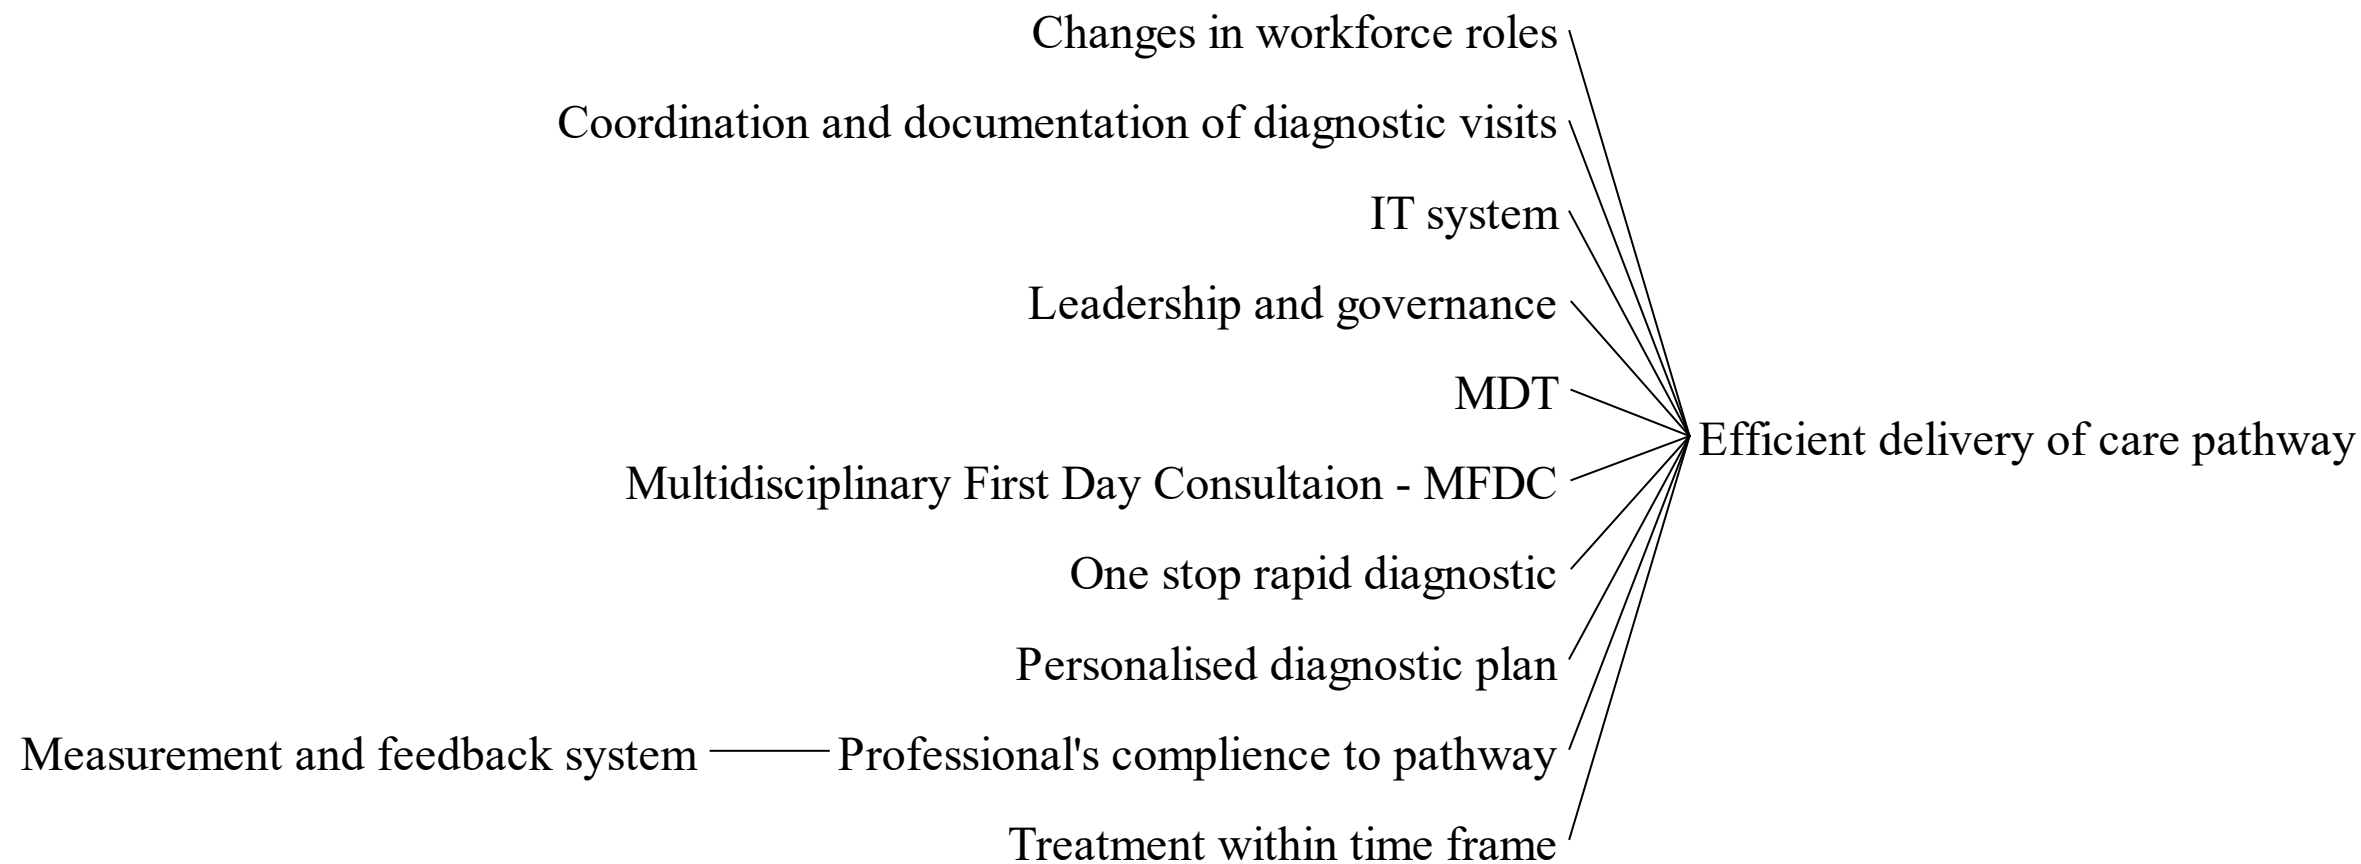 Changes in workforce roles
Coordination and documentation of diagnostic visits
IT system
Leadership and governance
MDT
Efficient delivery of care pathway
Multidisciplinary First Day Consultaion - MFDC
One stop rapid diagnostic
Personalised diagnostic plan
Measurement and feedback system
Professional's complience to pathway
Treatment within time frame